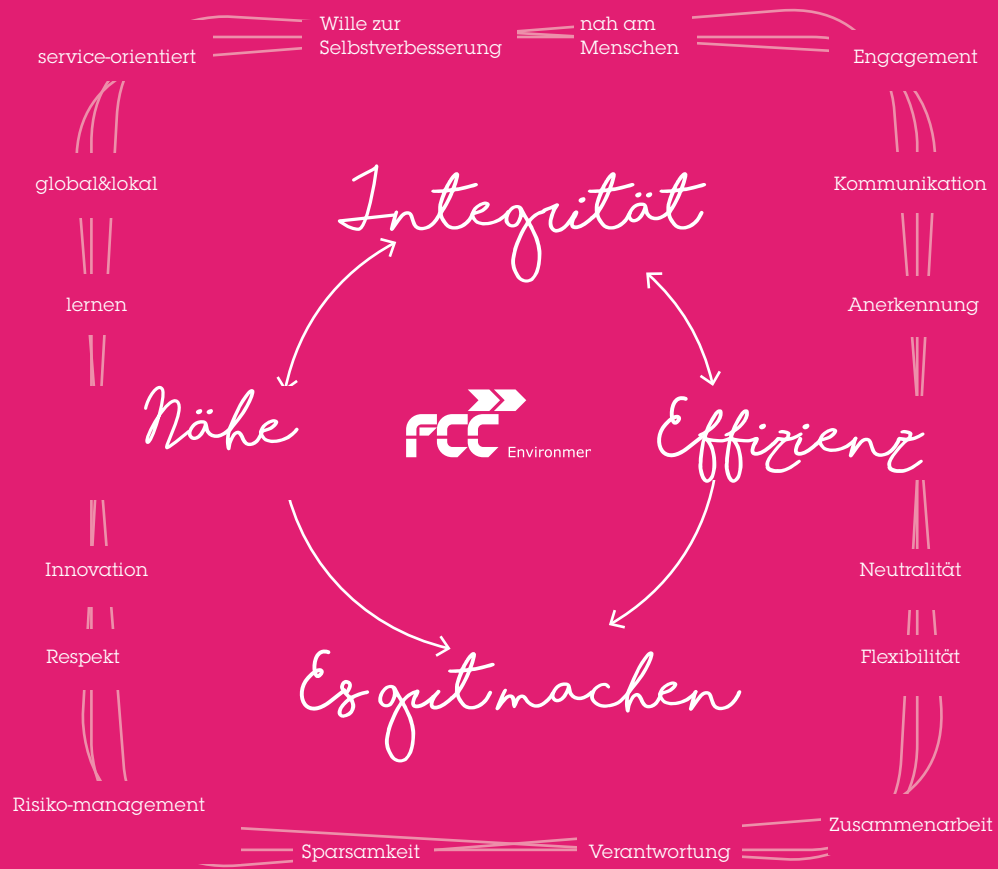 Wille zur
Selbstverbesserung
nah am
Menschen
service-orientiert
Engagement
global&lokal
Kommunikation
Integrität
lernen
Anerkennung
Nähe
FCC
Environmen
Effizienz
Innovation
Neutralität
Respekt
Flexibilität
Es gut machen
Risiko-management
Zusammenarbeit
Sparsamkeit
Verantwortung